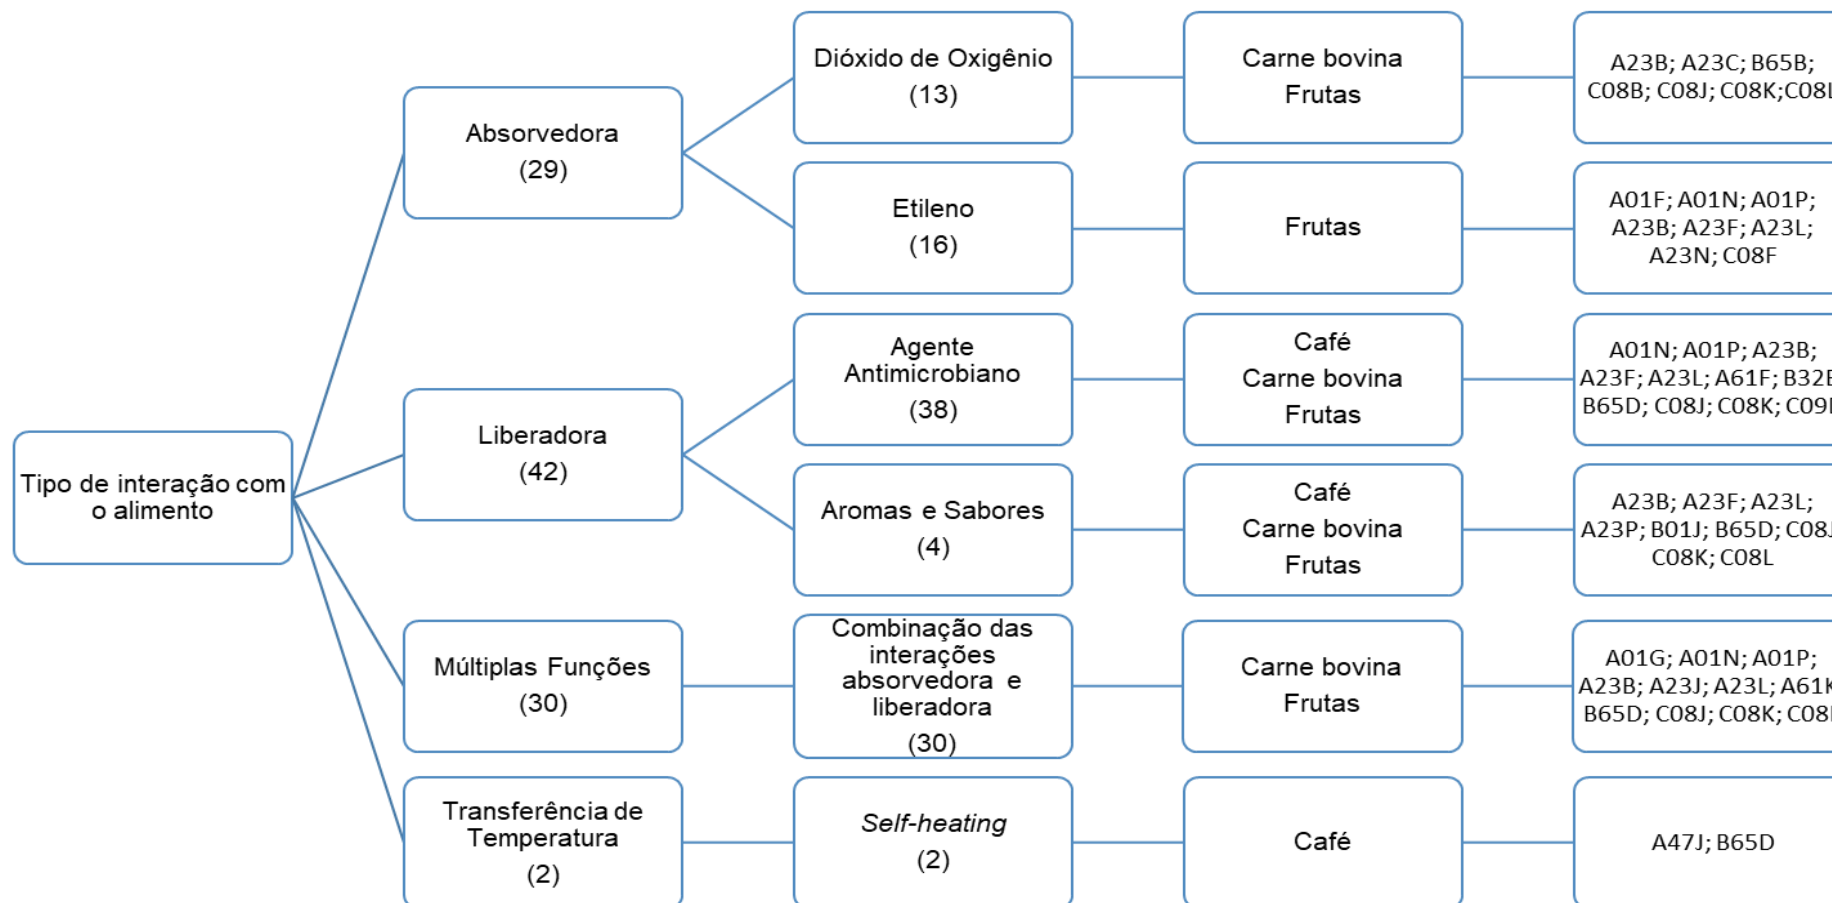 Tipo de interação com
o alimento
Absorvedora
(29)
Dióxido de Oxigênio
(13)
Carne bovina
Frutas
A23B; A23C; B65B;
C08B; C08J; C08K;C08L
Etileno
(16)
Frutas
A01F; A01N; A01P;
A23B; A23F; A23L;
A23N; C08F
Liberadora
(42)
Agente
Antimicrobiano
(38)
Café
Carne bovina
Frutas
A01N; A01P; A23B;
A23F; A23L; A61F;
B65D; C08J; C08K;
Aromas e Sabores
(4)
Café
Carne bovina
Frutas
A23B; A23F; A23L;
A23P; B01J; B65D; C08J
C08K; C08L
Múltiplas Funções
(30)
Combinação das
interações
absorvedora e
liberadora
(30)
Carne bovina
Frutas
A01G; A01N; A01P;
A23B; A23J; A23L; A61K
B65D; C08J; C08K;
Transferência de
Temperatura
(2)
Self-heating
(2)
Café
A47J; B65D